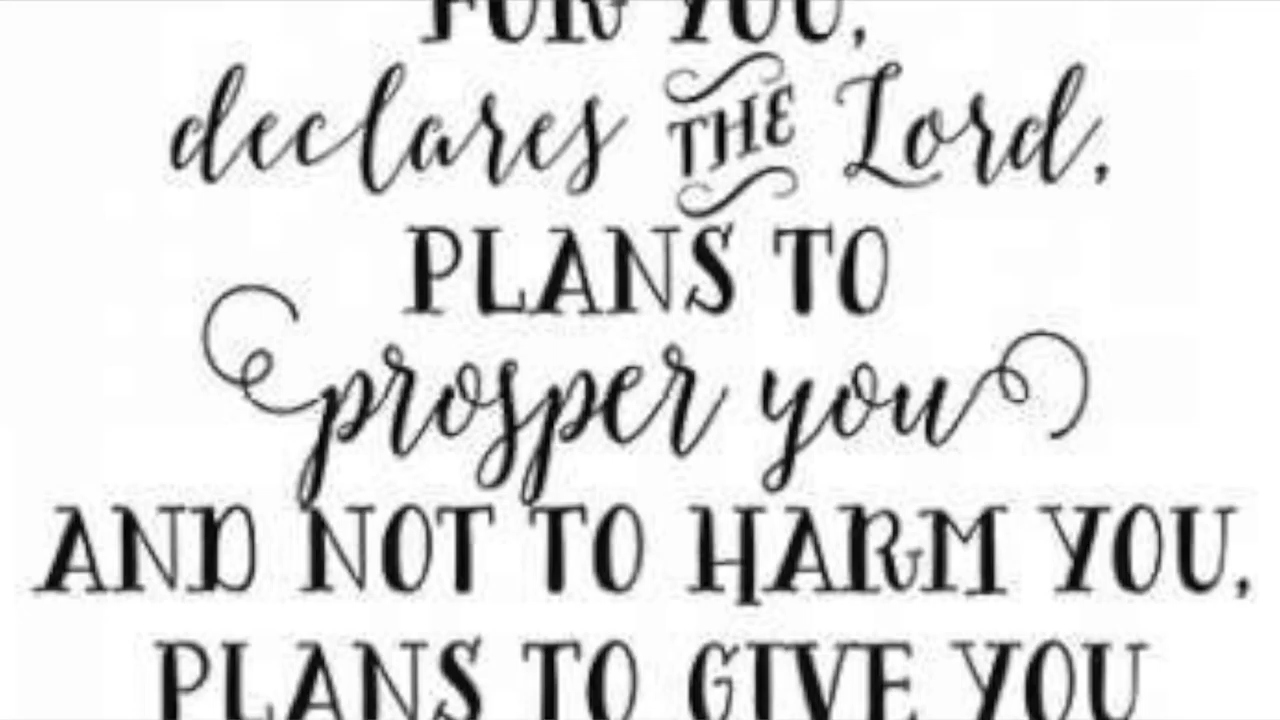 FOR YOU,
declares THE Lord,
PLANS TO
prosper you
AND NOT TO HARM YOU,
PLANS TO GIVE YOU